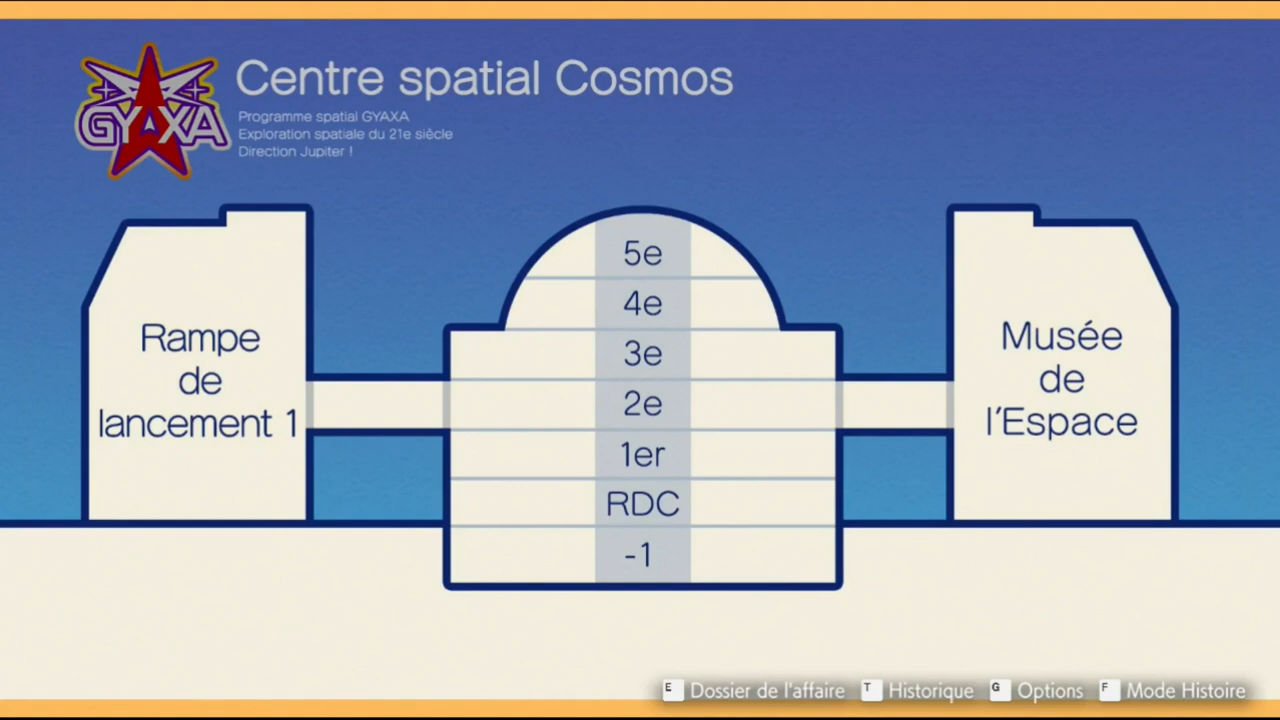 GYAXA
Centre spatial Cosmos
Programme spatial GYAXA
Exploration spatiale du 21e siècle
Direction Jupiter !
Rampe
de
lancement 1
5e
4e
3e
2e
1er
RDC
-1
Musée
de
l'Espace
E Dossier de l'affaire T Historique G Options F Mode Histoire